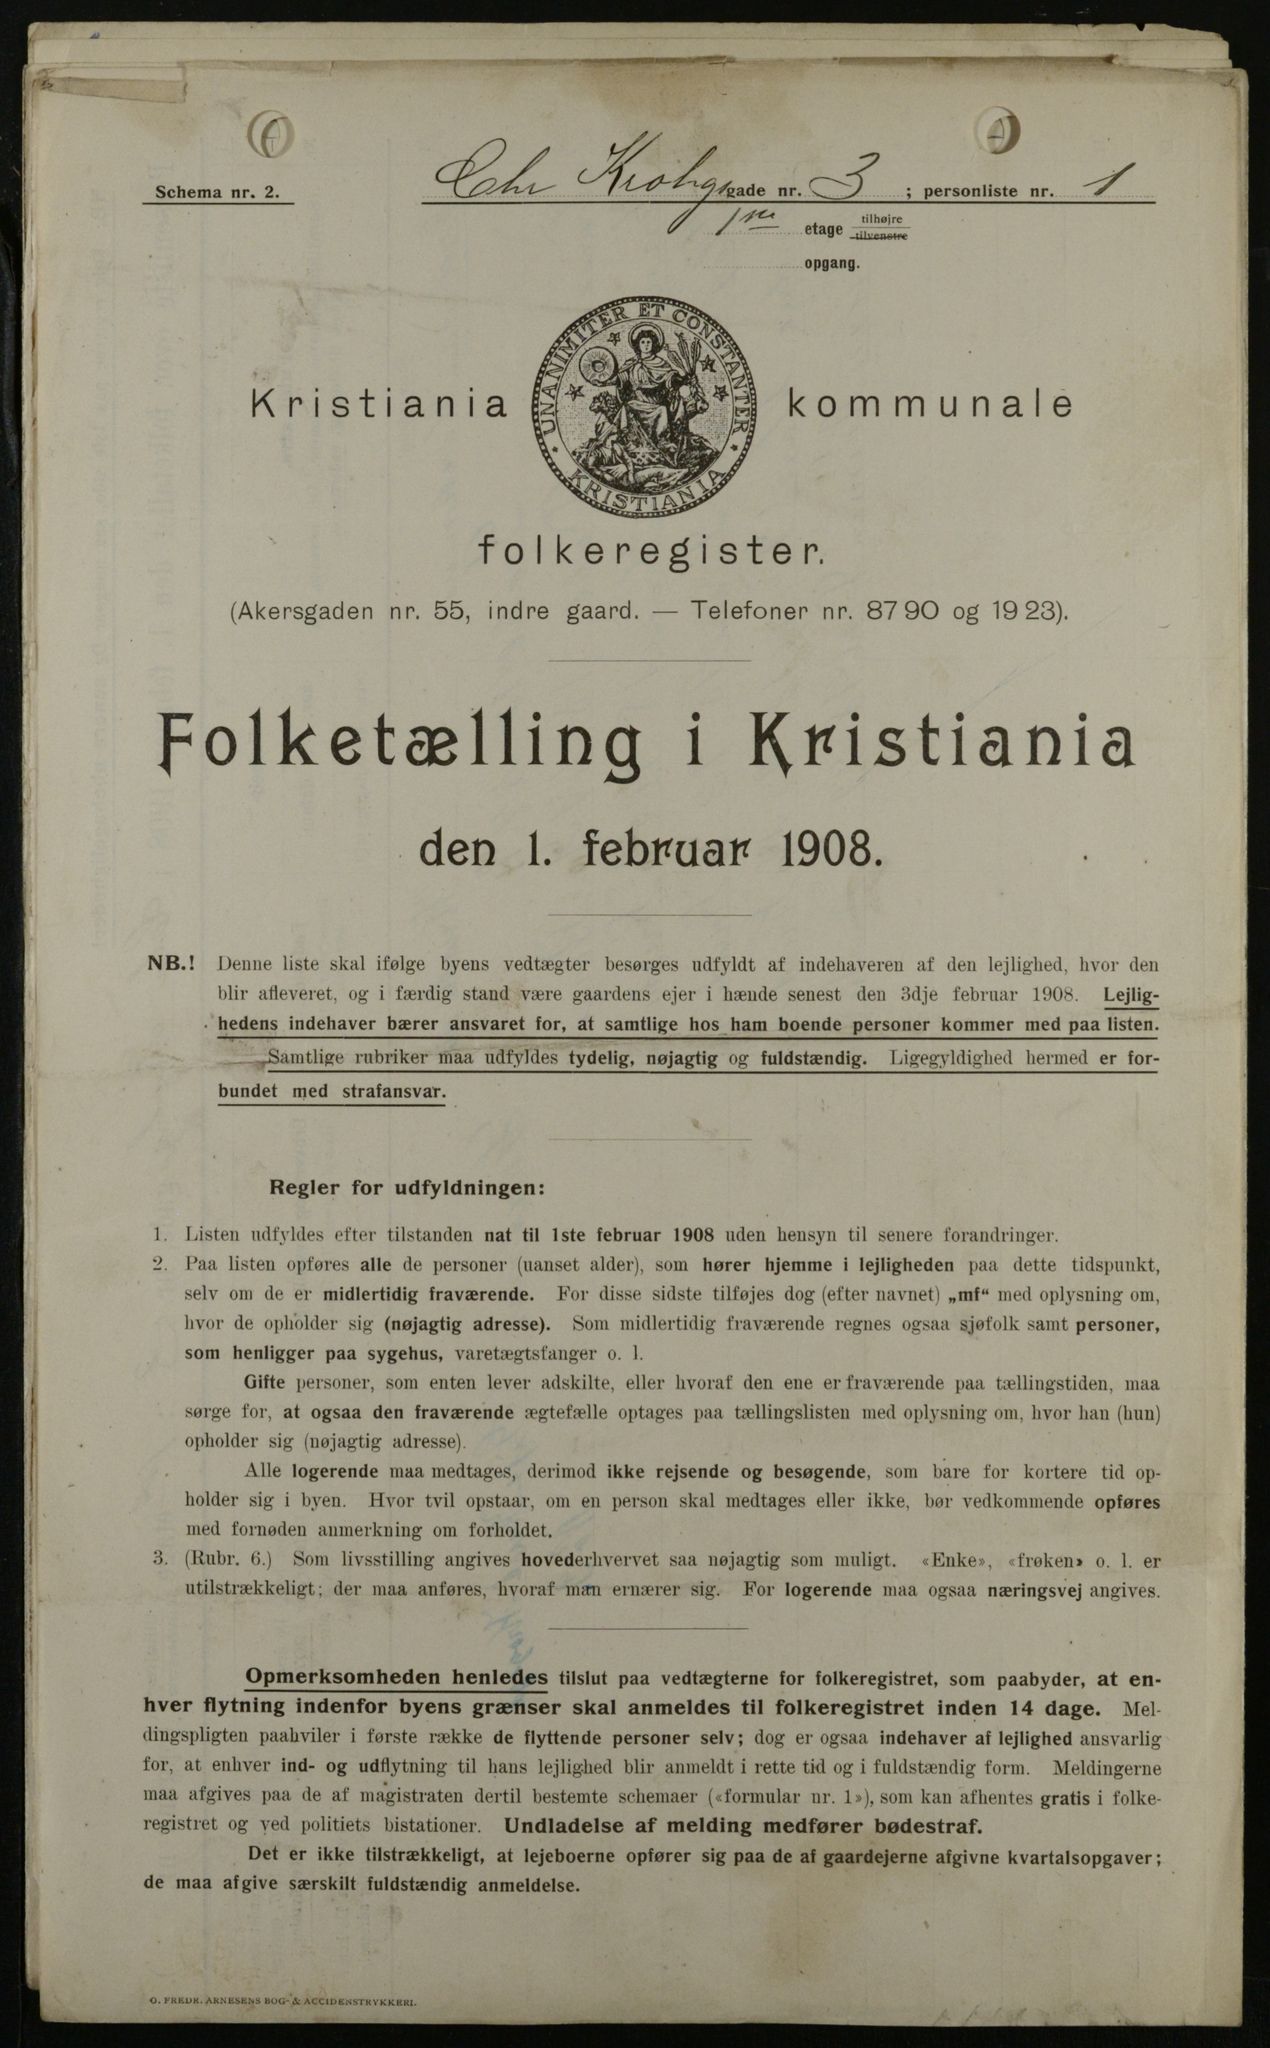 Schema nr. 2.
Chr Krohgsgade nr. 3 ; personliste nr. 1
1ste etage tilhøjre
tilvenstre
opgang.
UNANIMITER ET CONSTANTER
KRISTIANIA
Kristiania kommunale
folkeregister.
(Akersgaden nr. 55, indre gaard. — Telefoner nr. 8790 og 1923).
Folketælling i Kristiania
den 1. februar 1908.
NB.! Denne liste skal ifølge byens vedtægter besørges udfyldt af indehaveren af den lejlighed, hvor den
blir afleveret, og i færdig stand være gaardens ejer i hænde senest den 3dje februar 1908. Lejlig-
hedens indehaver bærer ansvaret for, at samtlige hos ham boende personer kommer med paa listen.
Samtlige rubriker maa udfyldes tydelig, nøjagtig og fuldstændig. Ligegyldighed hermed er for-
bundet med strafansvar.
Regler for udfyldningen:
1. Listen udfyldes efter tilstanden nat til 1ste februar 1908 uden hensyn til senere forandringer.
2. Paa listen opføres alle de personer (uanset alder), som hører hjemme i lejligheden paa dette tidspunkt,
selv om de er midlertidig fraværende. For disse sidste tilføjes dog (efter navnet) „mf“ med oplysning om,
hvor de opholder sig (nøjagtig adresse). Som midlertidig fraværende regnes ogsaa sjøfolk samt personer,
som henligger paa sygehus, varetægtsfanger o. l.
Gifte personer, som enten lever adskilte, eller hvoraf den ene er fraværende paa tællingstiden, maa
sørge for, at ogsaa den fraværende ægtefælle optages paa tællingslisten med oplysning om, hvor han (hun)
opholder sig (nøjagtig adresse).
Alle logerende maa medtages, derimod ikke rejsende og besøgende, som bare for kortere tid op-
holder sig i byen. Hvor tvil opstaar, om en person skal medtages eller ikke, bør vedkommende opføres
med fornøden anmerkning om forholdet.
3. (Rubr. 6.) Som livsstilling angives hovederhvervet saa nøjagtig som muligt. «Enke», «frøken» o. l. er
utilstrækkeligt; der maa anføres, hvoraf man ernærer sig. For logerende maa ogsaa næringsvej angives.
Opmerksomheden henledes tilslut paa vedtægterne for folkeregistret, som paabyder, at en-
hver flytning indenfor byens grænser skal anmeldes til folkeregistret inden 14 dage. Mel-
dingspligten paahviler i første række de flyttende personer selv; dog er ogsaa indehaver af lejlighed ansvarlig
for, at enhver ind- og udflytning til hans lejlighed blir anmeldt i rette tid og i fuldstændig form. Meldingerne
maa afgives paa de af magistraten dertil bestemte schemaer («formular nr. 1»), som kan afhentes gratis i folke-
registret og ved politiets bistationer. Undladelse af melding medfører bødestraf.
Det er ikke tilstrækkeligt, at lejeboerne opfører sig paa de af gaardejerne afgivne kvartalsopgaver;
de maa afgive særskilt fuldstændig anmeldelse.
O. FREDR. ARNESENS BOG- & ACCIDENSTRYKKERI.